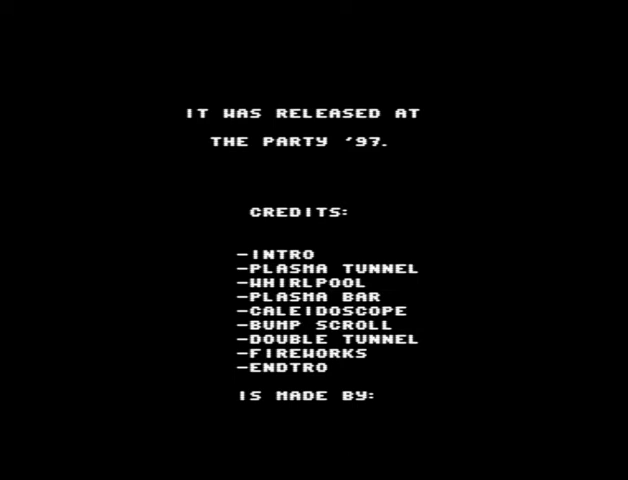 IT WAS RELEASED AT
THE PARTY '97.
CREDITS:
-INTRO
-PLASMA TUNNEL
-WHIRLPOOL
-PLASMA BAR
-CALEIDOSCOPE
-BUMP SCROLL
-DOUBLE TUNNEL
-FIREWORKS
-ENDTRO
IS MADE BY: